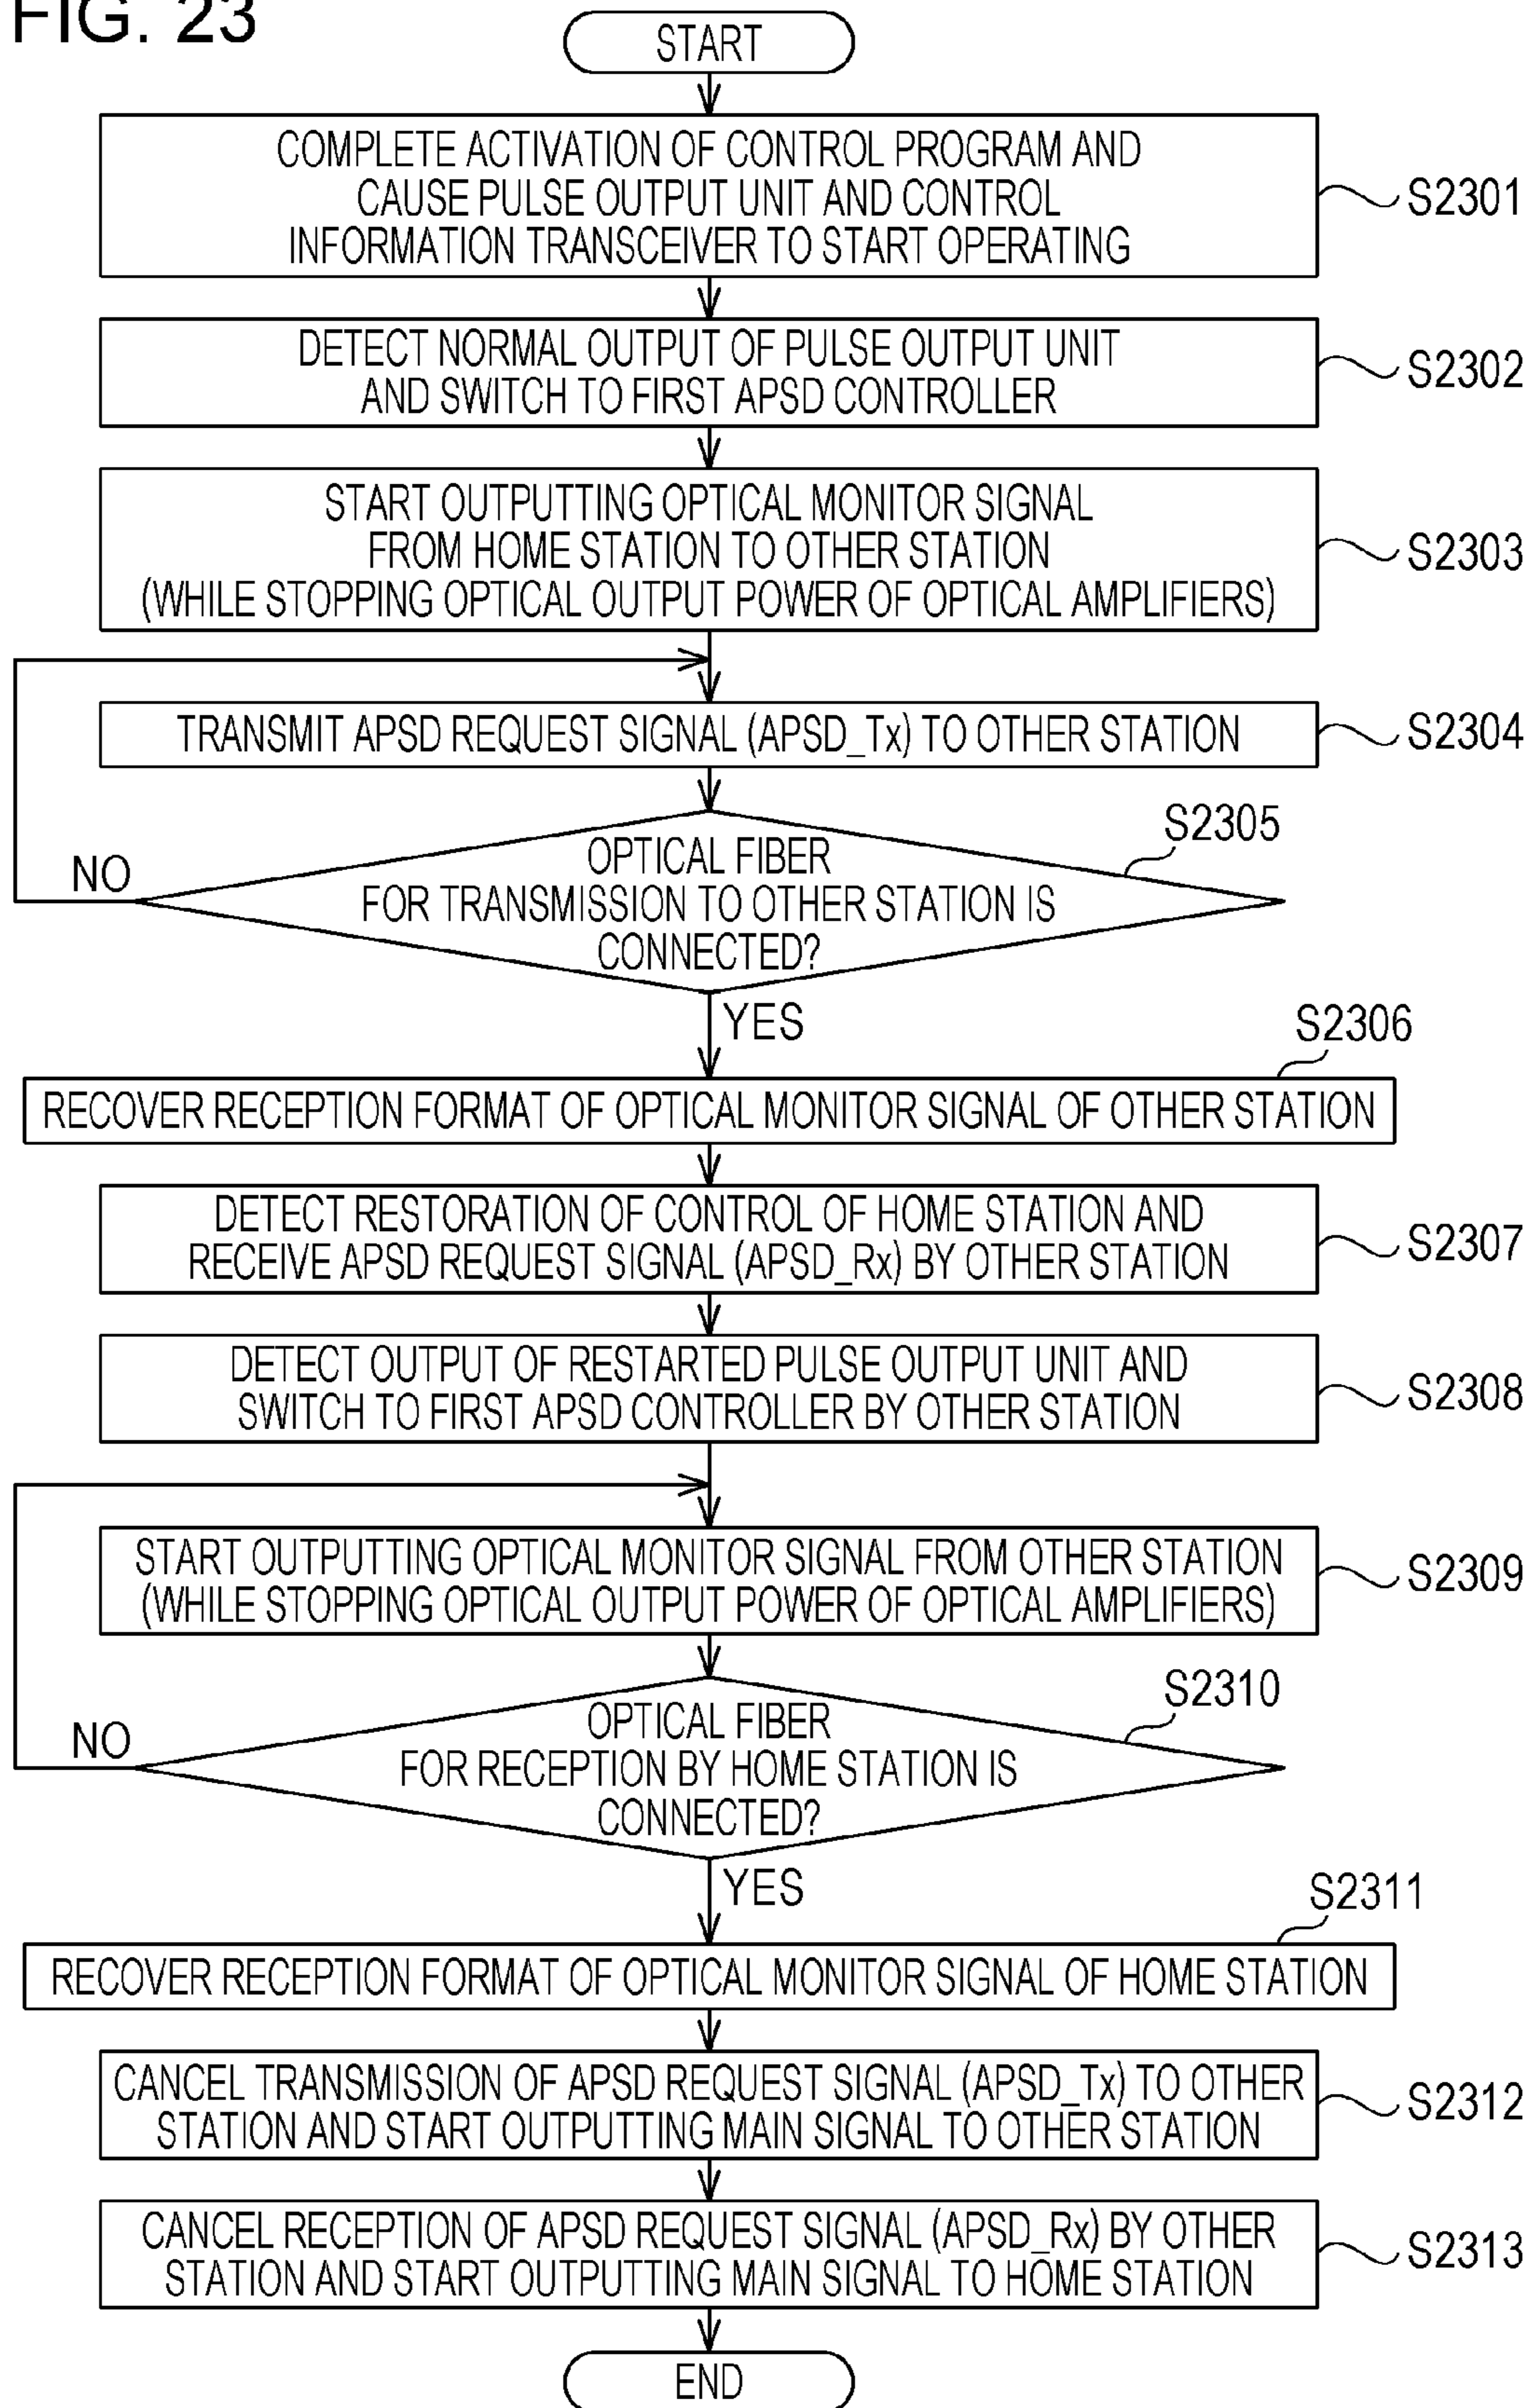 FIG. 23
START
COMPLETE ACTIVATION OF CONTROL PROGRAM AND
CAUSE PULSE OUTPUT UNIT AND CONTROL
INFORMATION TRANSCEIVER TO START OPERATING
S2301
DETECT NORMAL OUTPUT OF PULSE OUTPUT UNIT
AND SWITCH TO FIRST APSD CONTROLLER
S2302
START OUTPUTTING OPTICAL MONITOR SIGNAL
FROM HOME STATION TO OTHER STATION
(WHILE STOPPING OPTICAL OUTPUT POWER OF OPTICAL AMPLIFIERS)
S2303
TRANSMIT APSD REQUEST SIGNAL (APSD_Tx) TO OTHER STATION
S2304
S2305
OPTICAL FIBER
FOR TRANSMISSION TO OTHER STATION IS
CONNECTED?
NO
YES
S2306
RECOVER RECEPTION FORMAT OF OPTICAL MONITOR SIGNAL OF OTHER STATION
DETECT RESTORATION OF CONTROL OF HOME STATION AND
RECEIVE APSD REQUEST SIGNAL (APSD_Rx) BY OTHER STATION
S2307
DETECT OUTPUT OF RESTARTED PULSE OUTPUT UNIT AND
SWITCH TO FIRST APSD CONTROLLER BY OTHER STATION
S2308
START OUTPUTTING OPTICAL MONITOR SIGNAL FROM OTHER STATION
(WHILE STOPPING OPTICAL OUTPUT POWER OF OPTICAL AMPLIFIERS)
S2309
S2310
OPTICAL FIBER
FOR RECEPTION BY HOME STATION IS
CONNECTED?
NO
YES
S2311
RECOVER RECEPTION FORMAT OF OPTICAL MONITOR SIGNAL OF HOME STATION
CANCEL TRANSMISSION OF APSD REQUEST SIGNAL (APSD_Tx) TO OTHER
STATION AND START OUTPUTTING MAIN SIGNAL TO OTHER STATION
S2312
CANCEL RECEPTION OF APSD REQUEST SIGNAL (APSD_Rx) BY OTHER
STATION AND START OUTPUTTING MAIN SIGNAL TO HOME STATION
S2313
END